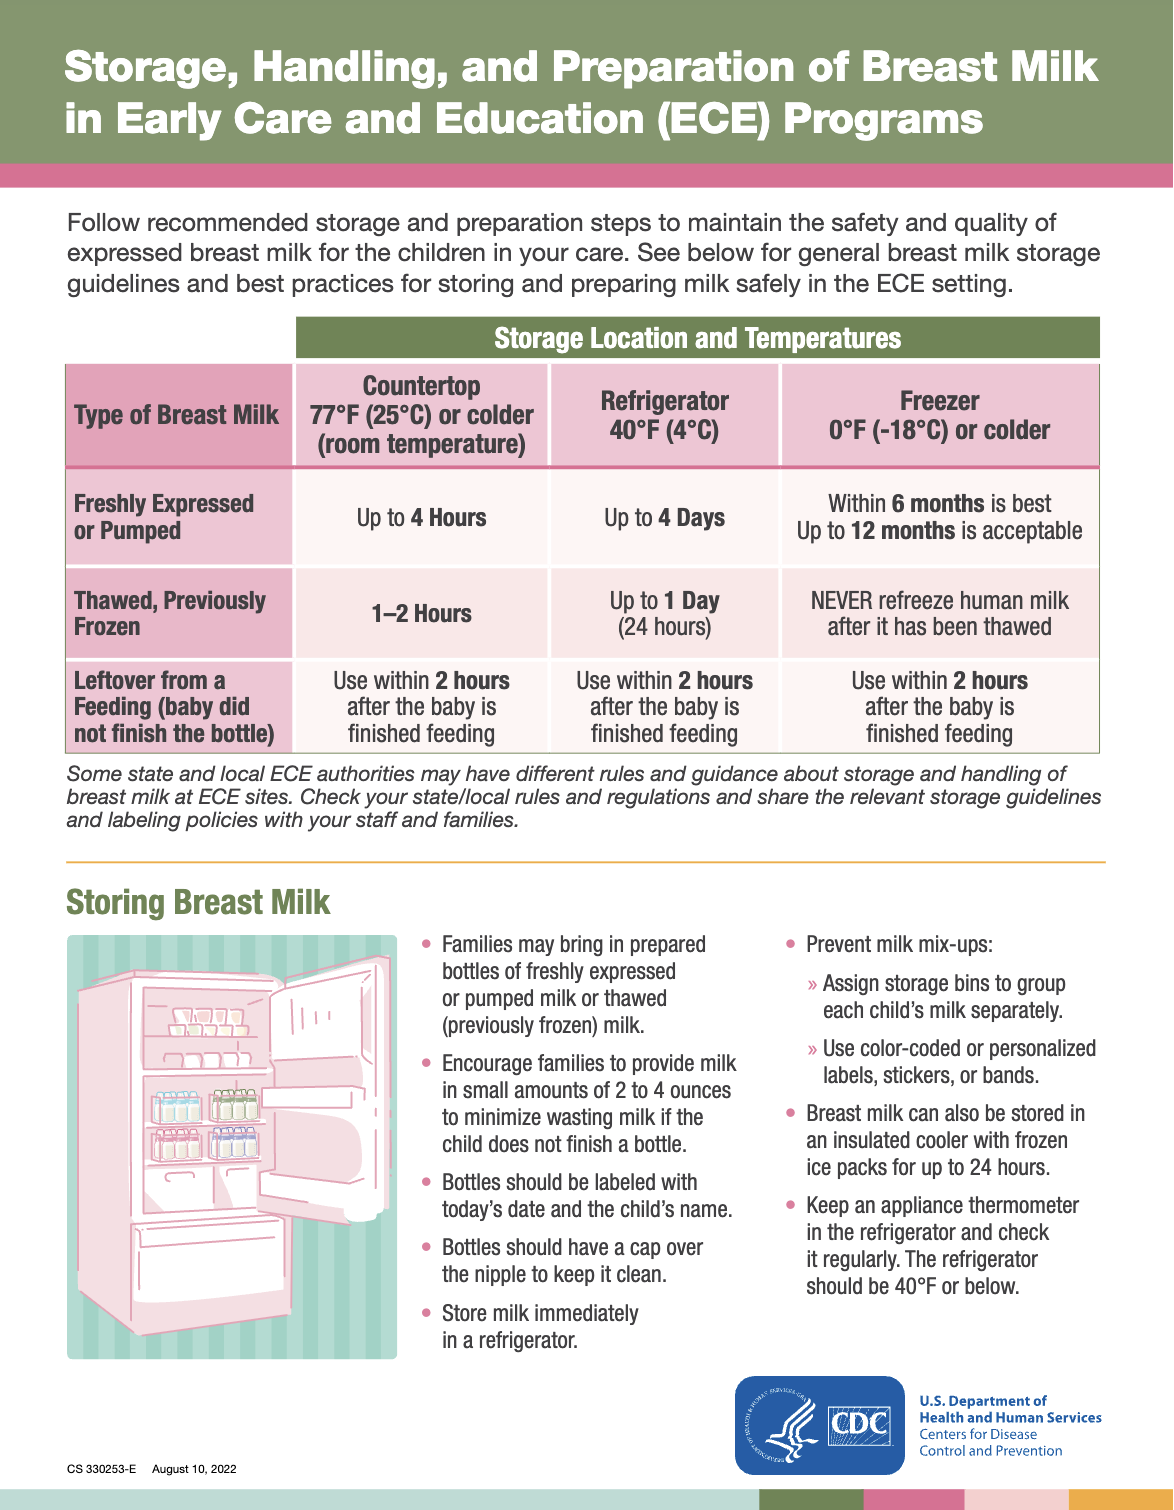 Storage, Handling, and Preparation of Breast Milk
in Early Care and Education (ECE) Programs
Follow recommended storage and preparation steps to maintain the safety and quality of
expressed breast milk for the children in your care. See below for general breast milk storage
guidelines and best practices for storing and preparing milk safely in the ECE setting.
Storage Location and Temperatures
Type of Breast Milk
Countertop
77°F (25°C) or colder
(room temperature)
Refrigerator
40°F (4°C)
Freezer
0°F (-18°C) or colder
Freshly Expressed
or Pumped
Up to 4 Hours
Up to 4 Days
Within 6 months is best
Up to 12 months is acceptable
Thawed, Previously
Frozen
1–2 Hours
Up to 1 Day
(24 hours)
NEVER refreeze human milk
after it has been thawed
Leftover from a
Feeding (baby did
not finish the bottle)
Use within 2 hours
after the baby is
finished feeding
Use within 2 hours
after the baby is
finished feeding
Use within 2 hours
after the baby is
finished feeding
Some state and local ECE authorities may have different rules and guidance about storage and handling of
breast milk at ECE sites. Check your state/local rules and regulations and share the relevant storage guidelines
and labeling policies with your staff and families.
Storing Breast Milk
• Families may bring in prepared
bottles of freshly expressed
or pumped milk or thawed
(previously frozen) milk.
• Encourage families to provide milk
in small amounts of 2 to 4 ounces
to minimize wasting milk if the
child does not finish a bottle.
• Bottles should be labeled with
today's date and the child's name.
• Bottles should have a cap over
the nipple to keep it clean.
• Store milk immediately
in a refrigerator.
• Prevent milk mix-ups:
» Assign storage bins to group
each child's milk separately.
» Use color-coded or personalized
labels, stickers, or bands.
• Breast milk can also be stored in
an insulated cooler with frozen
ice packs for up to 24 hours.
• Keep an appliance thermometer
in the refrigerator and check
it regularly. The refrigerator
should be 40°F or below.
CDC
U.S. Department of
Health and Human Services
Centers for Disease
Control and Prevention
CS 330253-E August 10, 2022